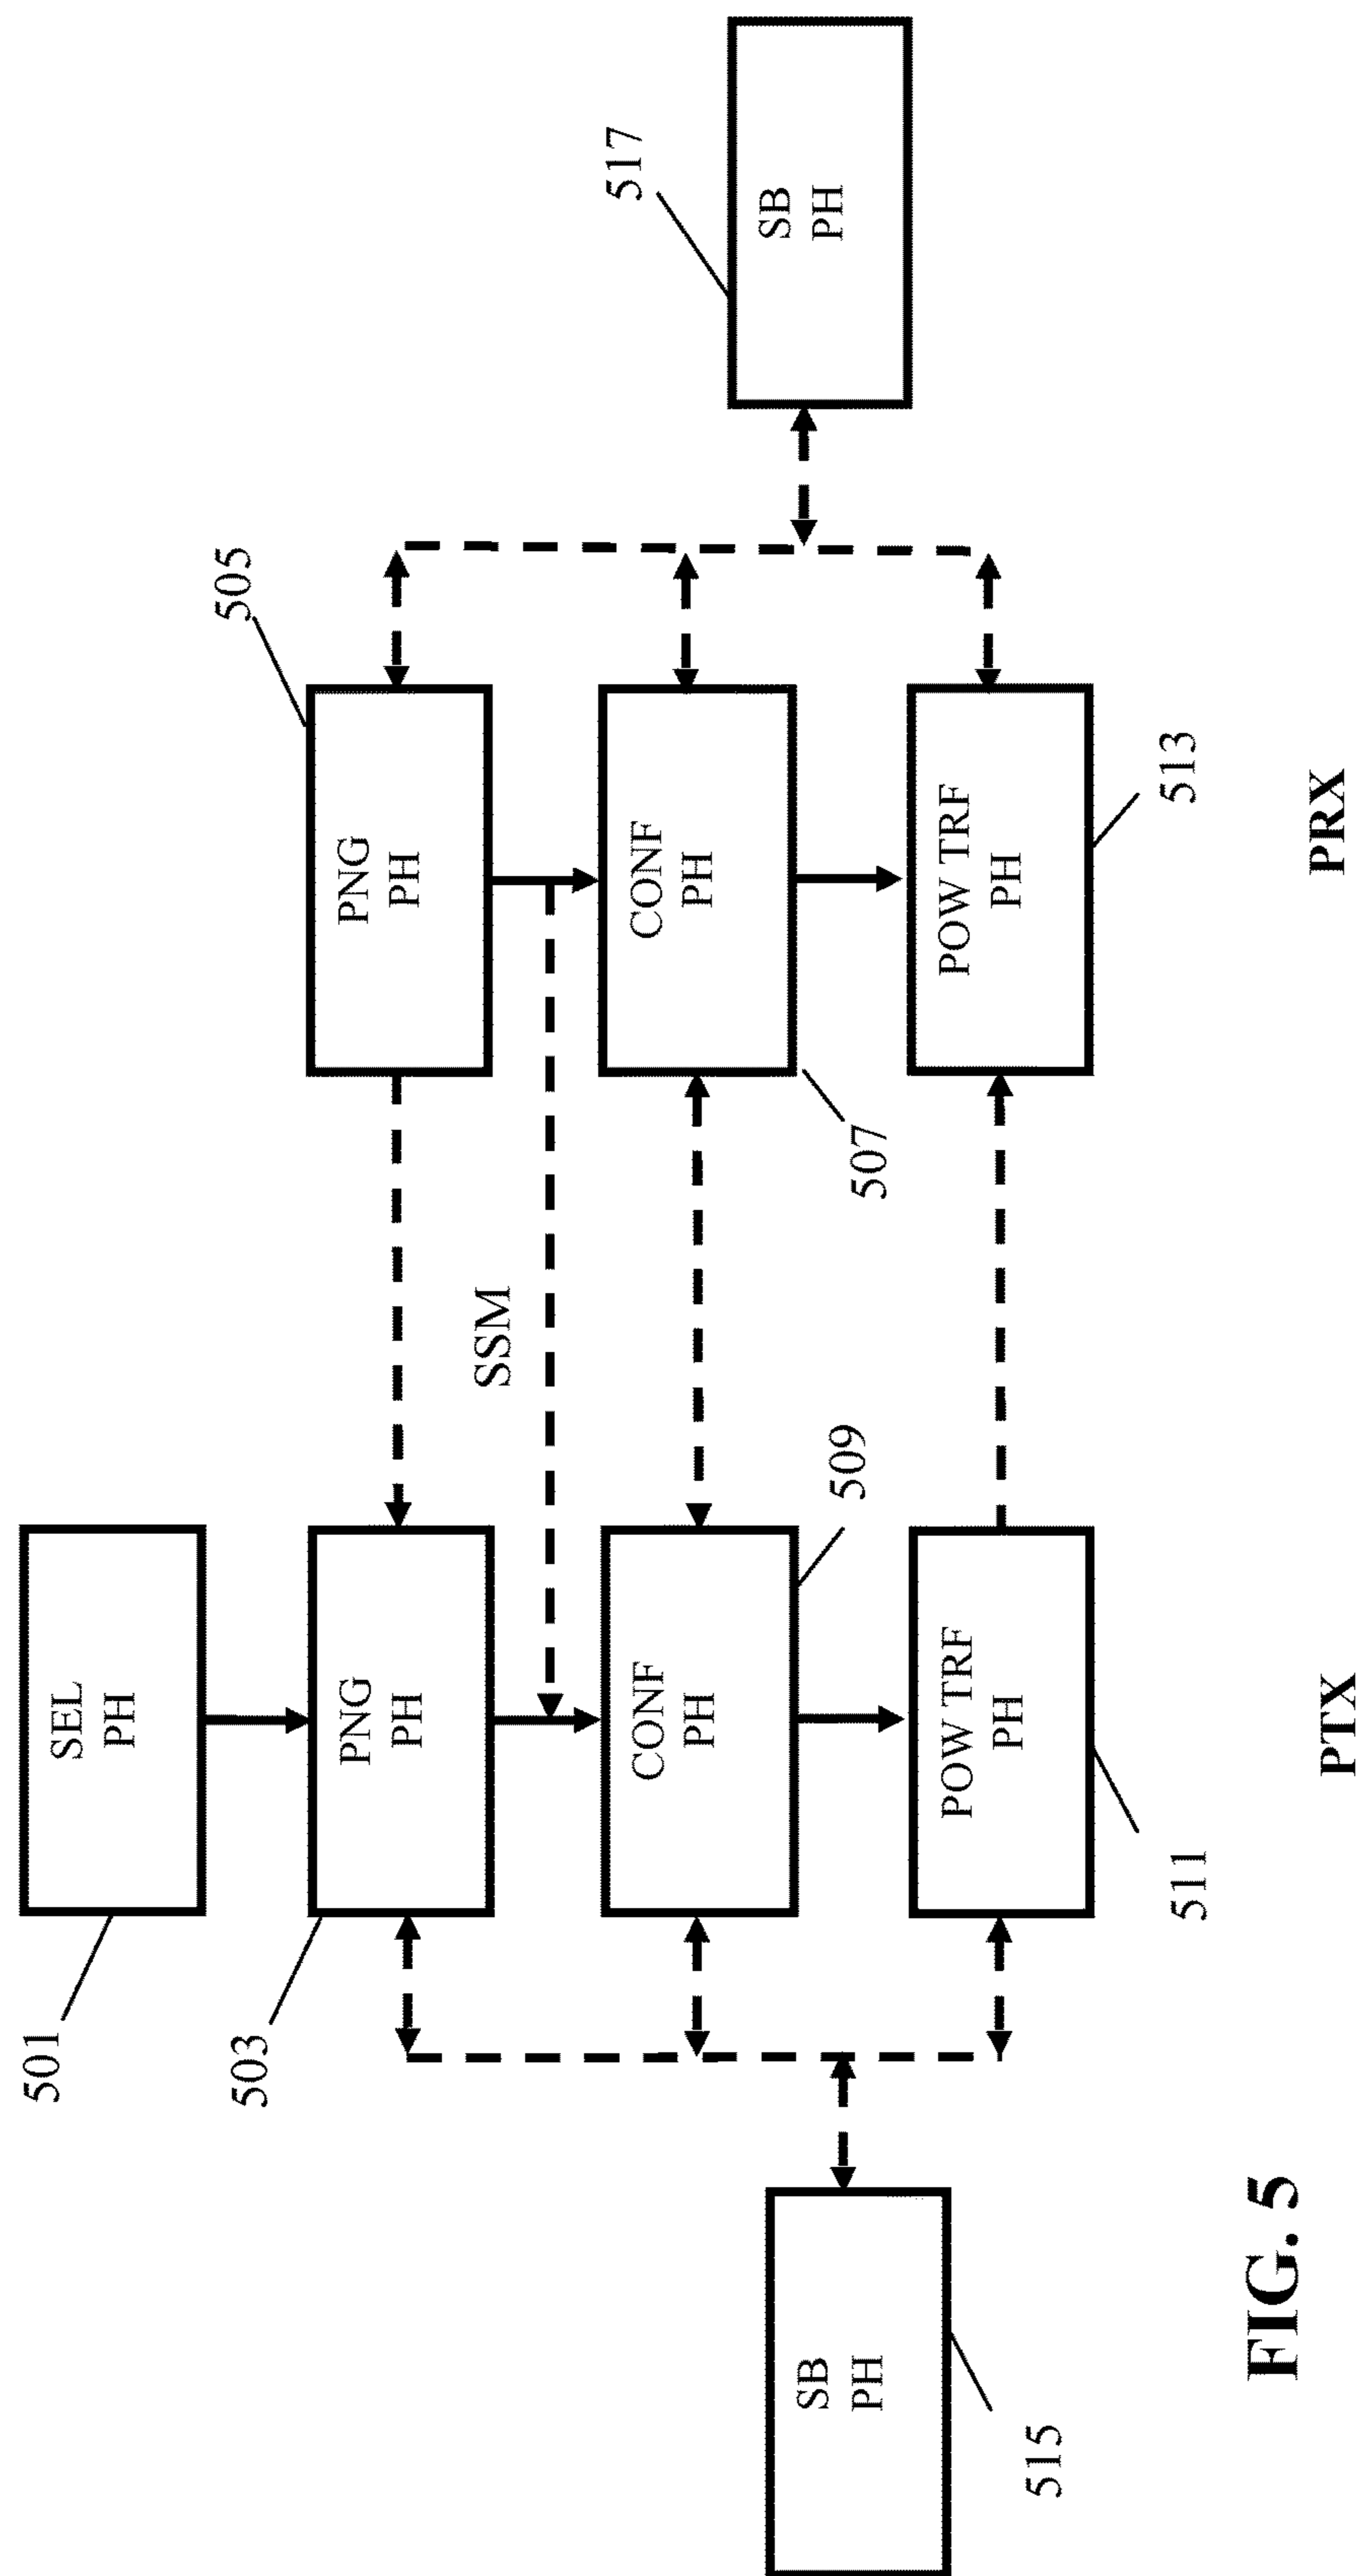 501
SEL
PH
503
PNG
PH
PNG
PH
505
SSM
CONF
PH
509
CONF
PH
507
SB
PH
515
SB
PH
517
POW TRF
PH
511
POW TRF
PH
513
PTX
PRX
FIG. 5